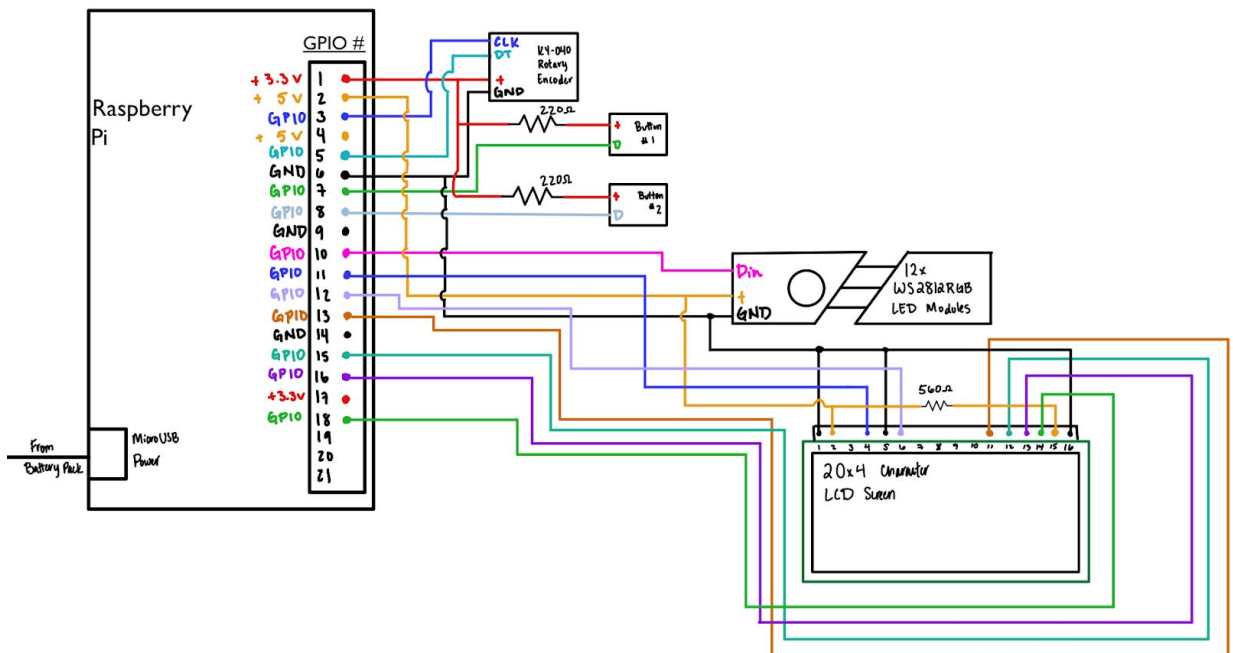 GPIO #
Raspberry
Pi
+3.3V 1
+ 5V 2
GPIO 3
+ 5V 4
GPIO 5
GND 6
GPIO 7
GPIO 8
GND 9
GPIO 10
GPIO 11
GPIO 12
GPIO 13
GND 14
GPIO 15
GPIO 16
+3.3V 17
GPIO 18
19
20
21
From
Battery Pack
MicroUSB
Power
CLK
DT
+
GND
KY-040
Rotary
Encoder
220Ω
+
D
Button
#1
220Ω
+
D
Button
#2
Din
+
GND
12x
WS2812RGB
LED Modules
560Ω
1 2 3 4 5 6 7 8 9 10 11 12 13 14 15 16
20x4 Character
LCD Screen